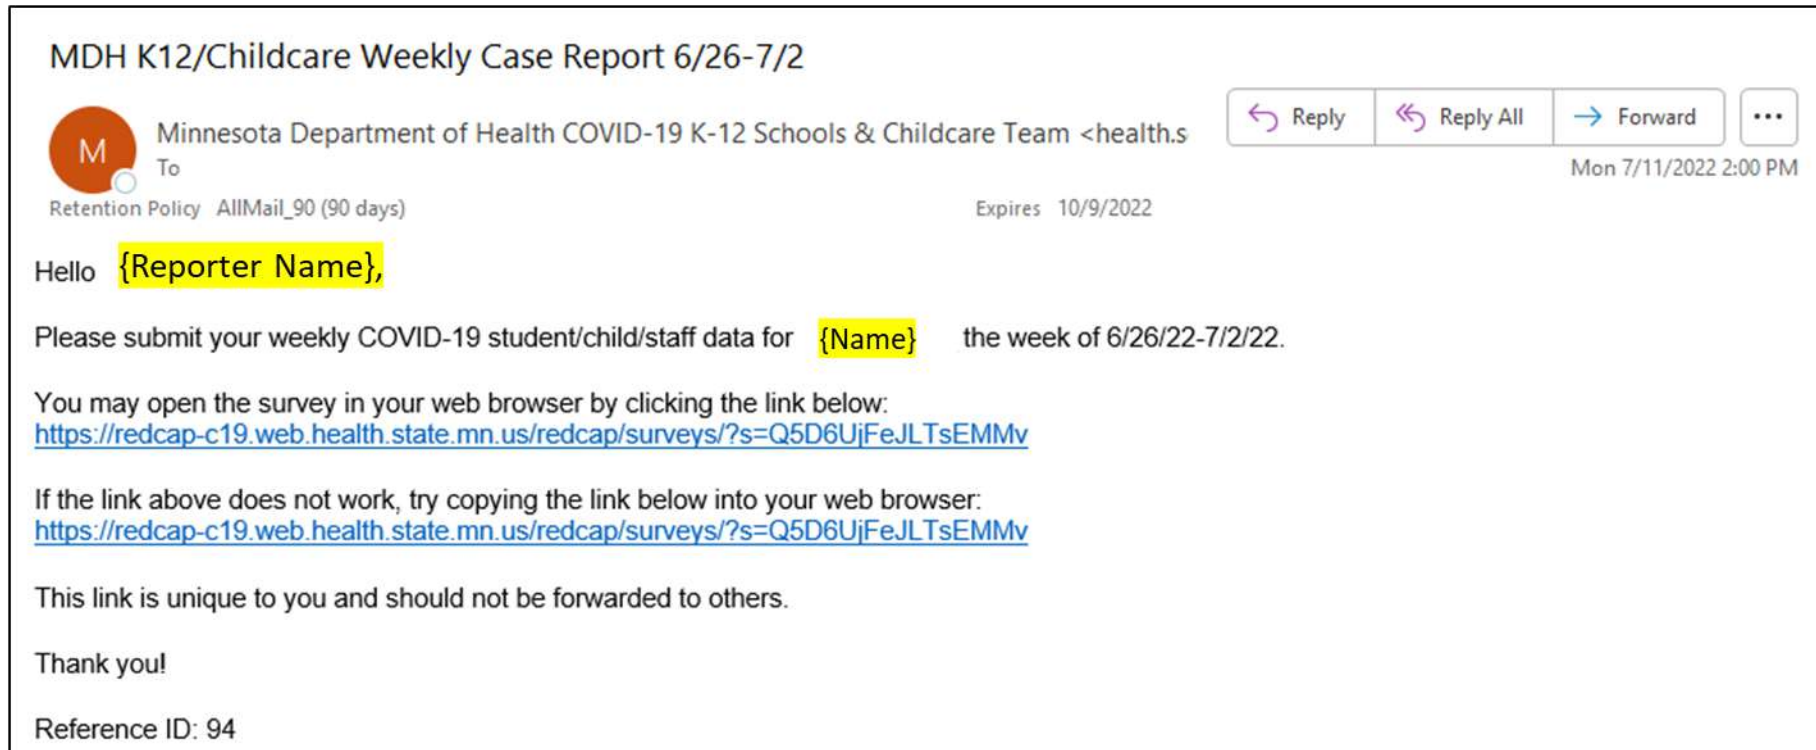 MDH K12/Childcare Weekly Case Report 6/26-7/2
Reply
Reply All
Forward
M
Minnesota Department of Health COVID-19 K-12 Schools & Childcare Team <health.s
To
Mon 7/11/2022 2:00 PM
Retention Policy AllMail_90 (90 days)
Expires 10/9/2022
Hello {Reporter Name},
Please submit your weekly COVID-19 student/child/staff data for {Name} the week of 6/26/22-7/2/22.
You may open the survey in your web browser by clicking the link below:
https://redcap-c19.web.health.state.mn.us/redcap/surveys/?s=Q5D6UjFeJLTsEMMv
If the link above does not work, try copying the link below into your web browser:
https://redcap-c19.web.health.state.mn.us/redcap/surveys/?s=Q5D6UjFeJLTsEMMv
This link is unique to you and should not be forwarded to others.
Thank you!
Reference ID: 94